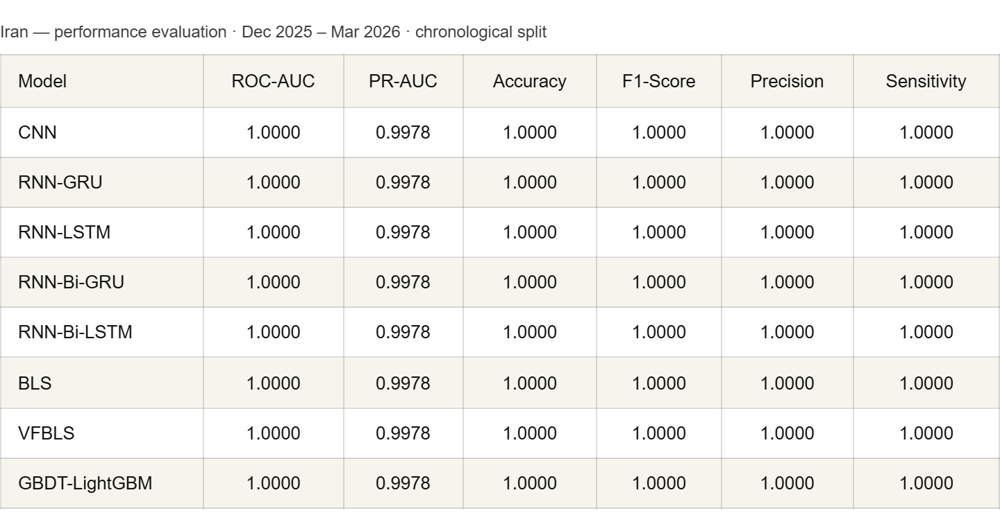 Iran — performance evaluation · Dec 2025 – Mar 2026 · chronological split
Model ROC-AUC PR-AUC Accuracy F1-Score Precision Sensitivity
CNN 1.0000 0.9978 1.0000 1.0000 1.0000 1.0000
RNN-GRU 1.0000 0.9978 1.0000 1.0000 1.0000 1.0000
RNN-LSTM 1.0000 0.9978 1.0000 1.0000 1.0000 1.0000
RNN-Bi-GRU 1.0000 0.9978 1.0000 1.0000 1.0000 1.0000
RNN-Bi-LSTM 1.0000 0.9978 1.0000 1.0000 1.0000 1.0000
BLS 1.0000 0.9978 1.0000 1.0000 1.0000 1.0000
VFBLS 1.0000 0.9978 1.0000 1.0000 1.0000 1.0000
GBDT-LightGBM 1.0000 0.9978 1.0000 1.0000 1.0000 1.0000